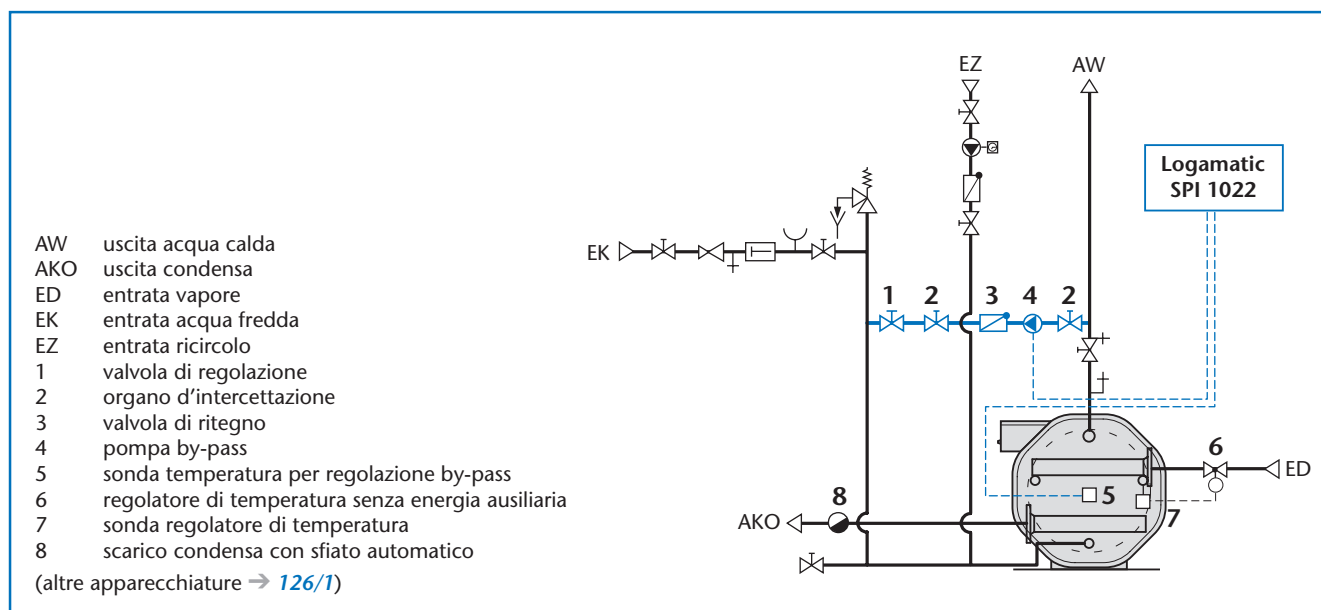 EZ
AW
Logamatic
SPI 1022
EK
1
2
3
4
2
AW uscita acqua calda
AKO uscita condensa
ED entrata vapore
EK entrata acqua fredda
EZ entrata ricircolo
1 valvola di regolazione
2 organo d'intercettazione
3 valvola di ritegno
4 pompa by-pass
5 sonda temperatura per regolazione by-pass
6 regolatore di temperatura senza energia ausiliaria
7 sonda regolatore di temperatura
8 scarico condensa con sfiato automatico
(altre apparecchiature ➔ 126/1)
6
ED
5
7
8
AKO